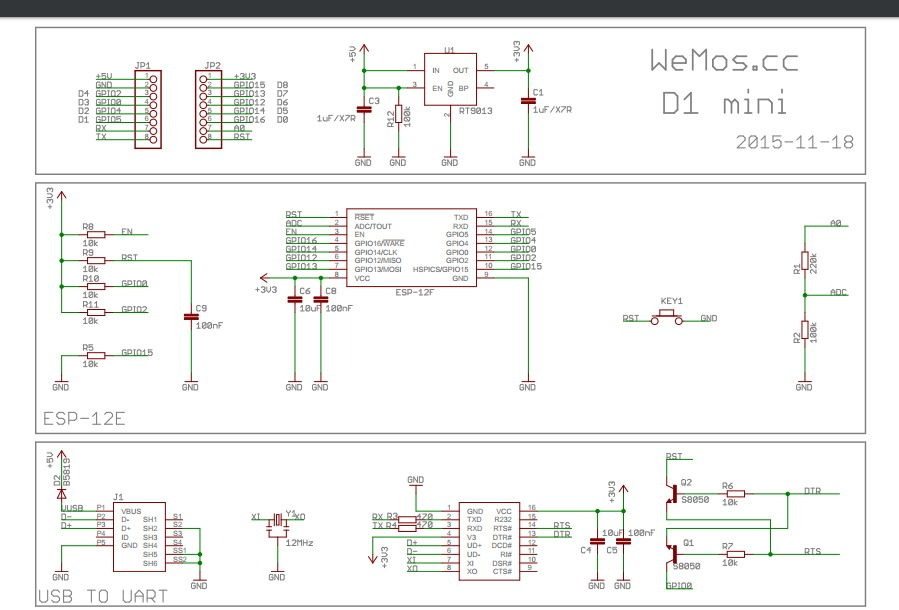 JP1
+5V 1
GND 2
D4 GPIO2 3
D3 GPIO0 4
D2 GPIO4 5
D1 GPIO5 6
RX 7
TX 8
JP2
1 +3V3
2 GPIO15 D8
3 GPIO13 D7
4 GPIO12 D6
5 GPIO14 D5
6 GPIO16 D0
7 A0
8 RST
+5V
U1
+3V3
1 IN OUT 5
3 EN GND BP 4
2
RT9013
C3
1uF/X7R
R12
100k
C1
1uF/X7R
GND
GND
GND
GND
WeMos.cc
D1 mini
2015-11-18
+3V3
R8
10k
EN
R9
10k
RST
R10
10k
GPIO0
R11
10k
GPIO2
R5
10k
GPIO15
C9
100nF
GND
GND
RST 1 RSET TXD 16 TX
ADC 2 ADC/TOUT RXD 15 RX
EN 3 EN GPIO5 14 GPIO5
GPIO16 4 GPIO16/WAKE GPIO4 13 GPIO4
GPIO14 5 GPIO14/CLK GPIO0 12 GPIO0
GPIO12 6 GPIO12/MISO GPIO2 11 GPIO2
GPIO13 7 GPIO13/MOSI HSPICS/GPIO15 10 GPIO15
8 VCC GND 9
+3V3
ESP-12F
C6
10uF
C8
100nF
GND
GND
GND
KEY1
RST
GND
A0
R1
220k
ADC
R2
100k
GND
ESP-12E
+5V
D2
B5819
J1
VUSB P1 VBUS
D- P2 D- SH1 S1
D+ P3 D+ SH2 S2
P4 ID SH3 S3
P5 GND SH4 S4
SH5 SS1
SH6 SS2
GND
GND
XI
Y1
XO
12MHz
GND
GND
1 GND VCC 16
RX R3 470 2 TXD R232 15
TX R4 470 3 RXD RTS# 14 RTS
4 V3 DTR# 13 DTR
D+ 5 UD+ DCD# 12
D- 6 UD- RI# 11
XI 7 XI DSR# 10
XO 8 XO CTS# 9
+3V3
+3V3
10uF
C4
100nF
C5
GND
GND
RST
Q2
S8050
R6
10k
DTR
Q1
S8050
R7
10k
RTS
GPIO0
USB TO UART